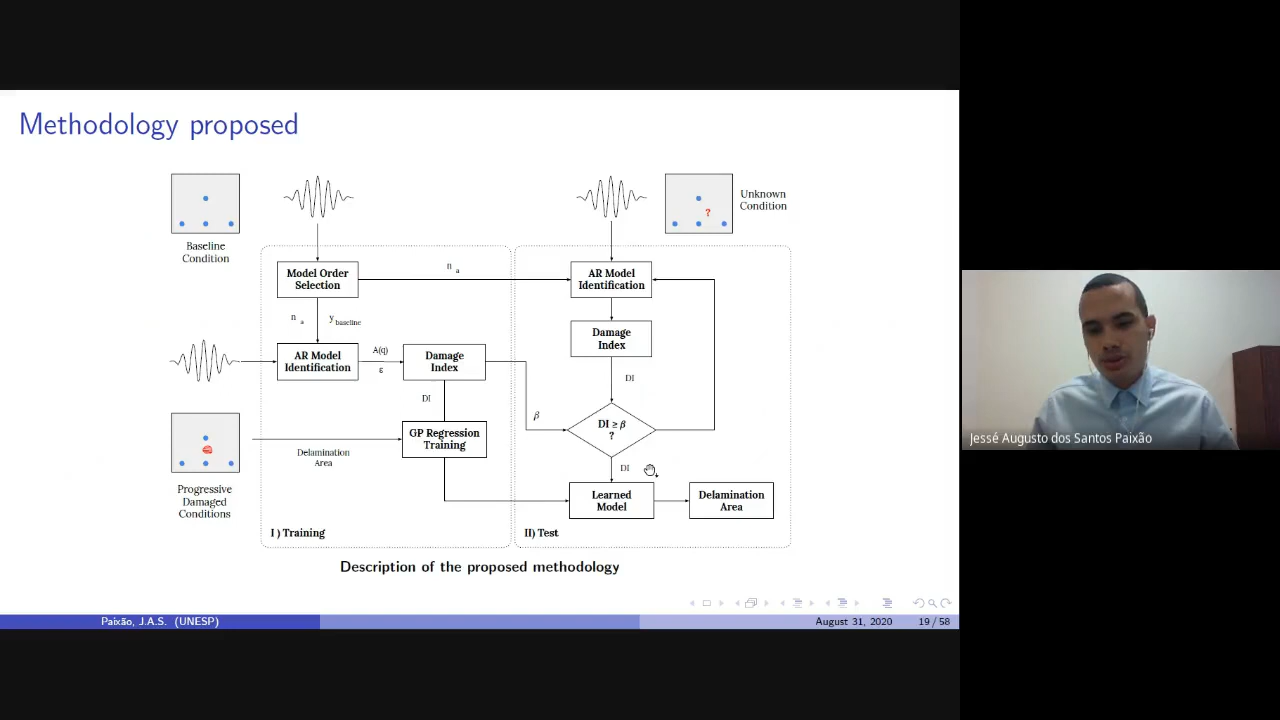 Methodology proposed
Baseline
Condition
?
Unknown
Condition
Model Order
Selection
n a
AR Model
Identification
n a
y baseline
Damage
Index
AR Model
Identification
A(q)
ε
Damage
Index
DI
DI
β
DI ≥ β
?
GP Regression
Training
Delamination
Area
DI
Progressive
Damaged
Conditions
Learned
Model
Delamination
Area
I ) Training
II) Test
Description of the proposed methodology
Paixão, J.A.S. (UNESP)
August 31, 2020
19 / 58
Jessé Augusto dos Santos Paixão